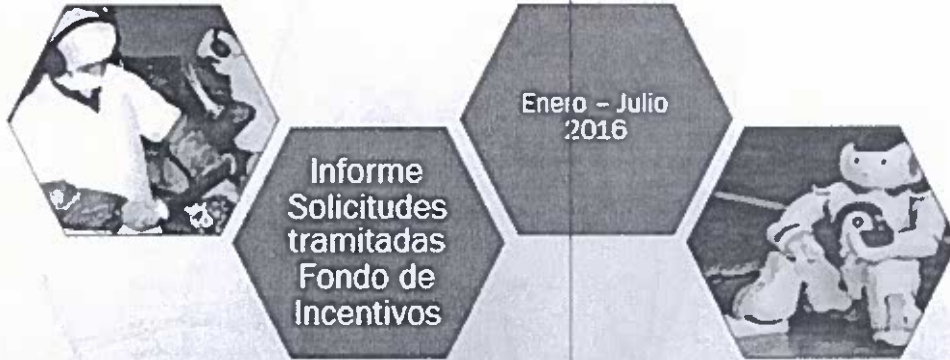 Informe
Solicitudes
tramitadas
Fondo de
Incentivos
Enero – Julio
2016